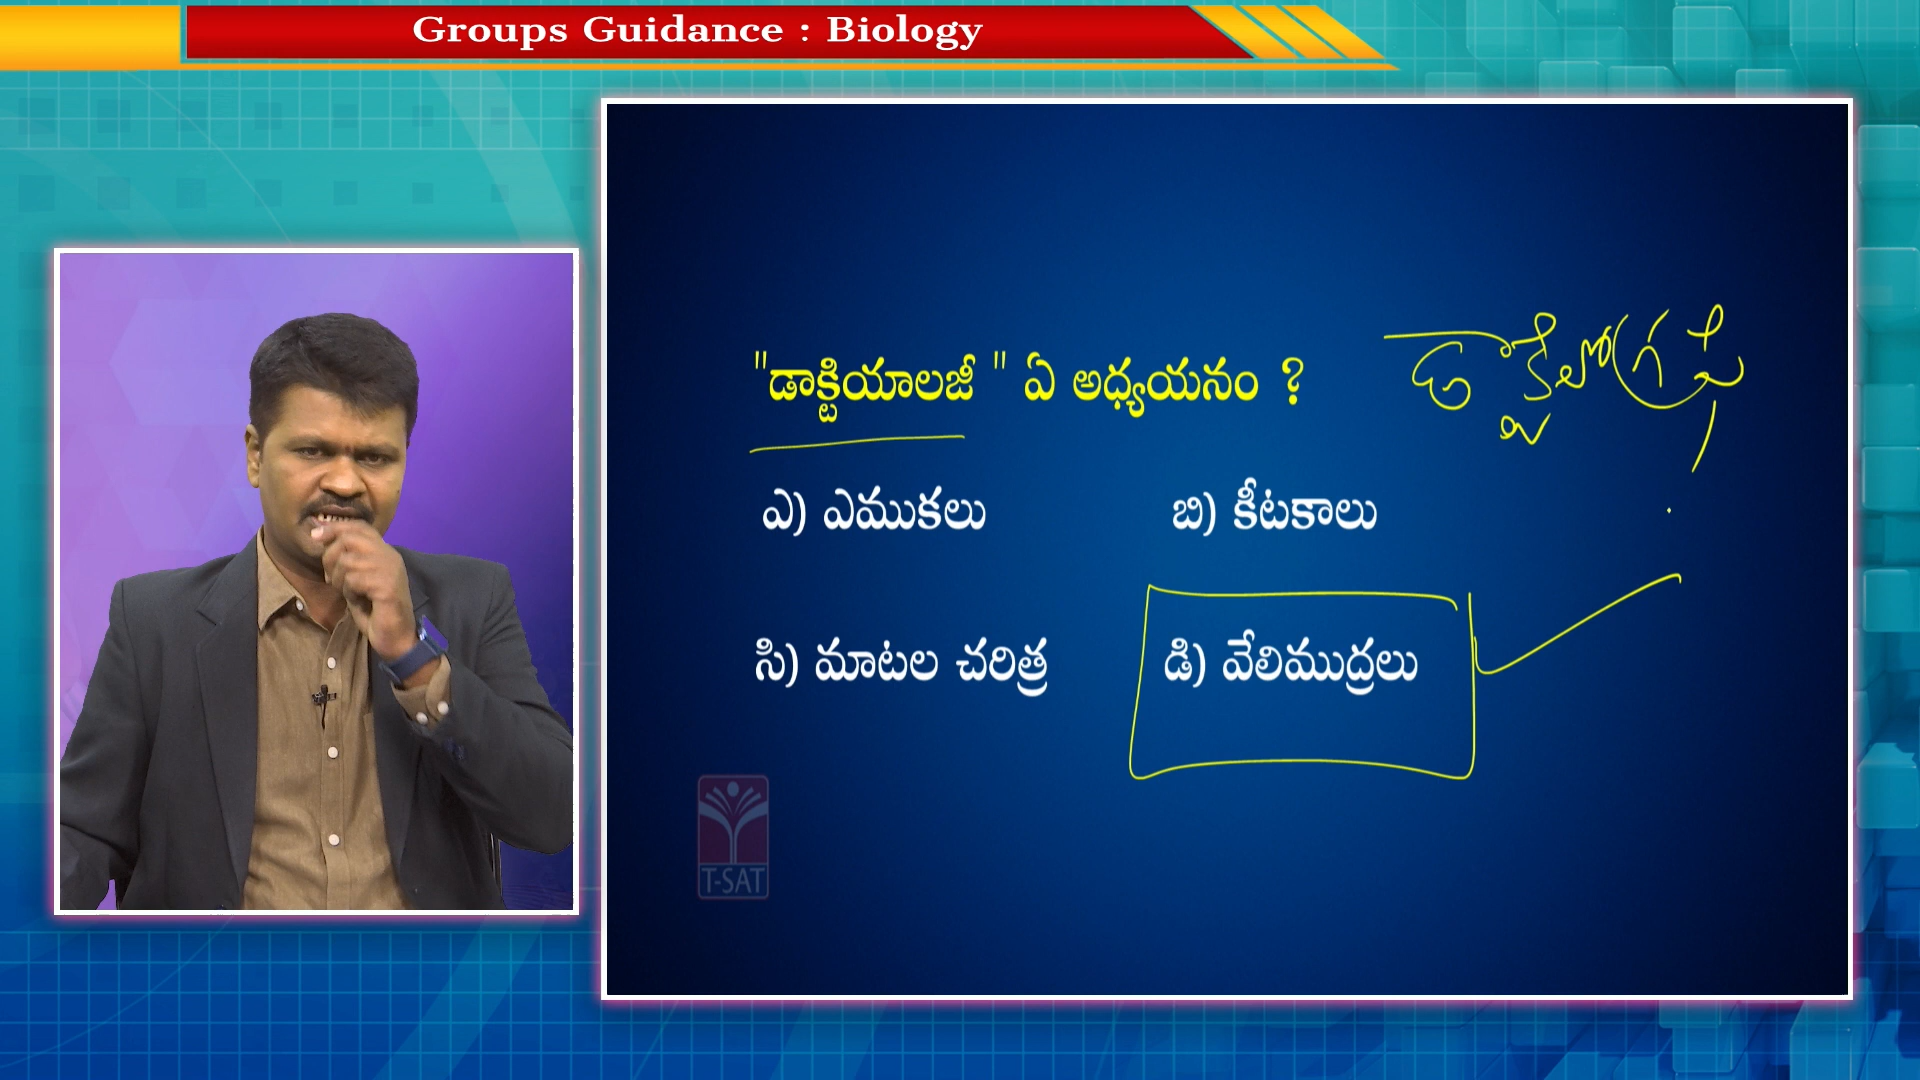 Groups Guidance : Biology
"డాక్టియాలజీ " ఏ అధ్యయనం ?
ఎ) ఎముకలు
బి) కీటకాలు
సి) మాటల చరిత్ర
డి) వేలిముద్రలు
T-SAT